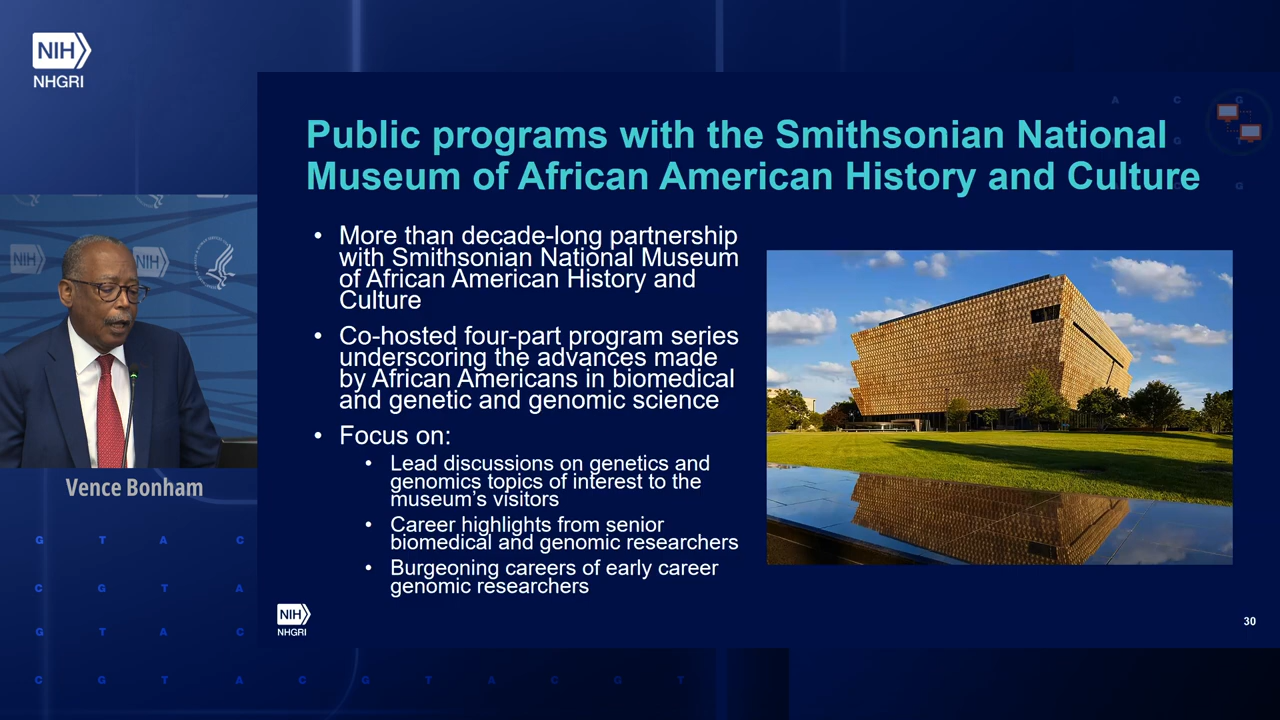 NIH
NHGRI
A C G
Public programs with the Smithsonian National
Museum of African American History and Culture
G
G
• More than decade-long partnership
with Smithsonian National Museum
of African American History and
Culture
• Co-hosted four-part program series
underscoring the advances made
by African Americans in biomedical
and genetic and genomic science
• Focus on:
• Lead discussions on genetics and
genomics topics of interest to the
museum's visitors
• Career highlights from senior
biomedical and genomic researchers
• Burgeoning careers of early career
genomic researchers
NIH
NHGRI
30
NIH
NIH
Vence Bonham
G T A C
C G T A
G T A C
C G T A C G T A C G T